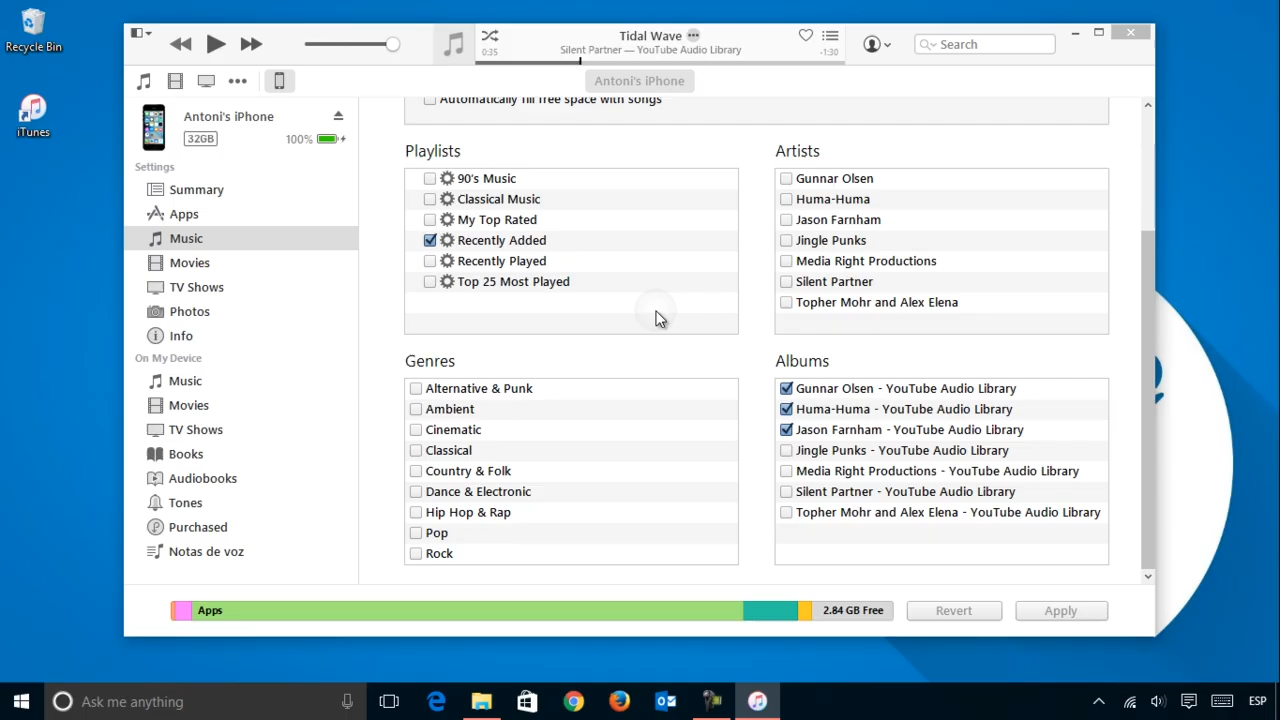 Recycle Bin
iTunes
Tidal Wave
Silent Partner — YouTube Audio Library
0:35
-1:30
Search
Antoni's iPhone
Antoni's iPhone
32GB
100%
Settings
Summary
Apps
Music
Movies
TV Shows
Photos
Info
On My Device
Music
Movies
TV Shows
Books
Audiobooks
Tones
Purchased
Notas de voz
Automatically fill free space with songs
Playlists
90's Music
Classical Music
My Top Rated
Recently Added
Recently Played
Top 25 Most Played
Artists
Gunnar Olsen
Huma-Huma
Jason Farnham
Jingle Punks
Media Right Productions
Silent Partner
Topher Mohr and Alex Elena
Genres
Alternative & Punk
Ambient
Cinematic
Classical
Country & Folk
Dance & Electronic
Hip Hop & Rap
Pop
Rock
Albums
Gunnar Olsen - YouTube Audio Library
Huma-Huma - YouTube Audio Library
Jason Farnham - YouTube Audio Library
Jingle Punks - YouTube Audio Library
Media Right Productions - YouTube Audio Library
Silent Partner - YouTube Audio Library
Topher Mohr and Alex Elena - YouTube Audio Library
Apps
2.84 GB Free
Revert
Apply
Ask me anything
ESP